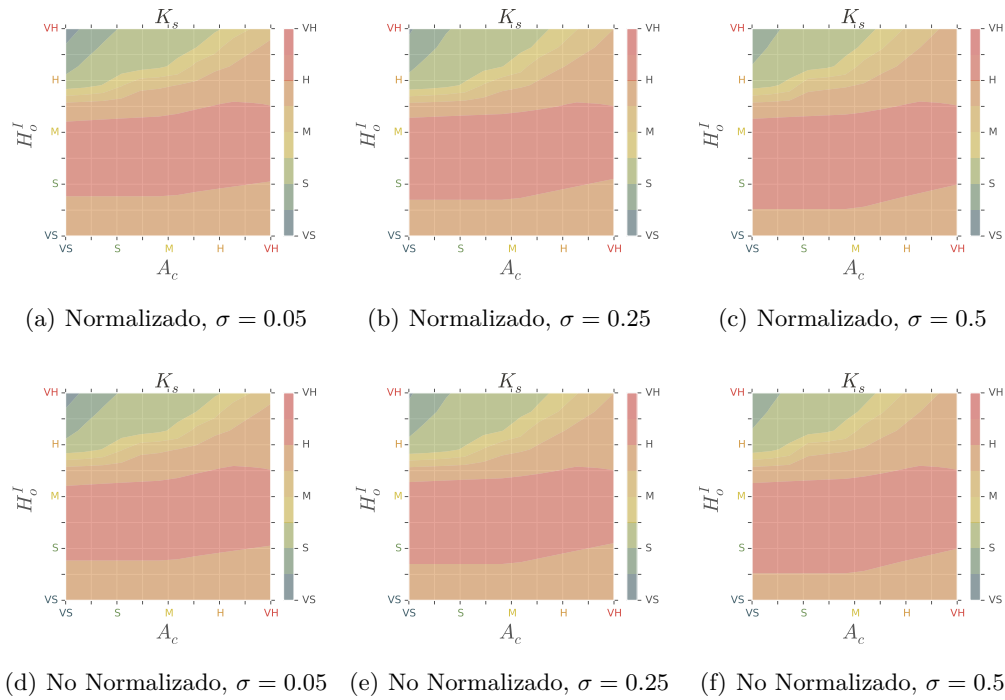 K_s K_s K_s
VH VH VH VH VH VH
H H H H H H
H_o^I M M H_o^I M M H_o^I M M
S S S S S S
VS VS VS VS VS VS
VS S M H VH VS S M H VH VS S M H VH
A_c A_c A_c
(a) Normalizado, σ = 0.05 (b) Normalizado, σ = 0.25 (c) Normalizado, σ = 0.5
K_s K_s K_s
VH VH VH VH VH VH
H H H H H H
H_o^I M M H_o^I M M H_o^I M M
S S S S S S
VS VS VS VS VS VS
VS S M H VH VS S M H VH VS S M H VH
A_c A_c A_c
(d) No Normalizado, σ = 0.05 (e) No Normalizado, σ = 0.25 (f) No Normalizado, σ = 0.5